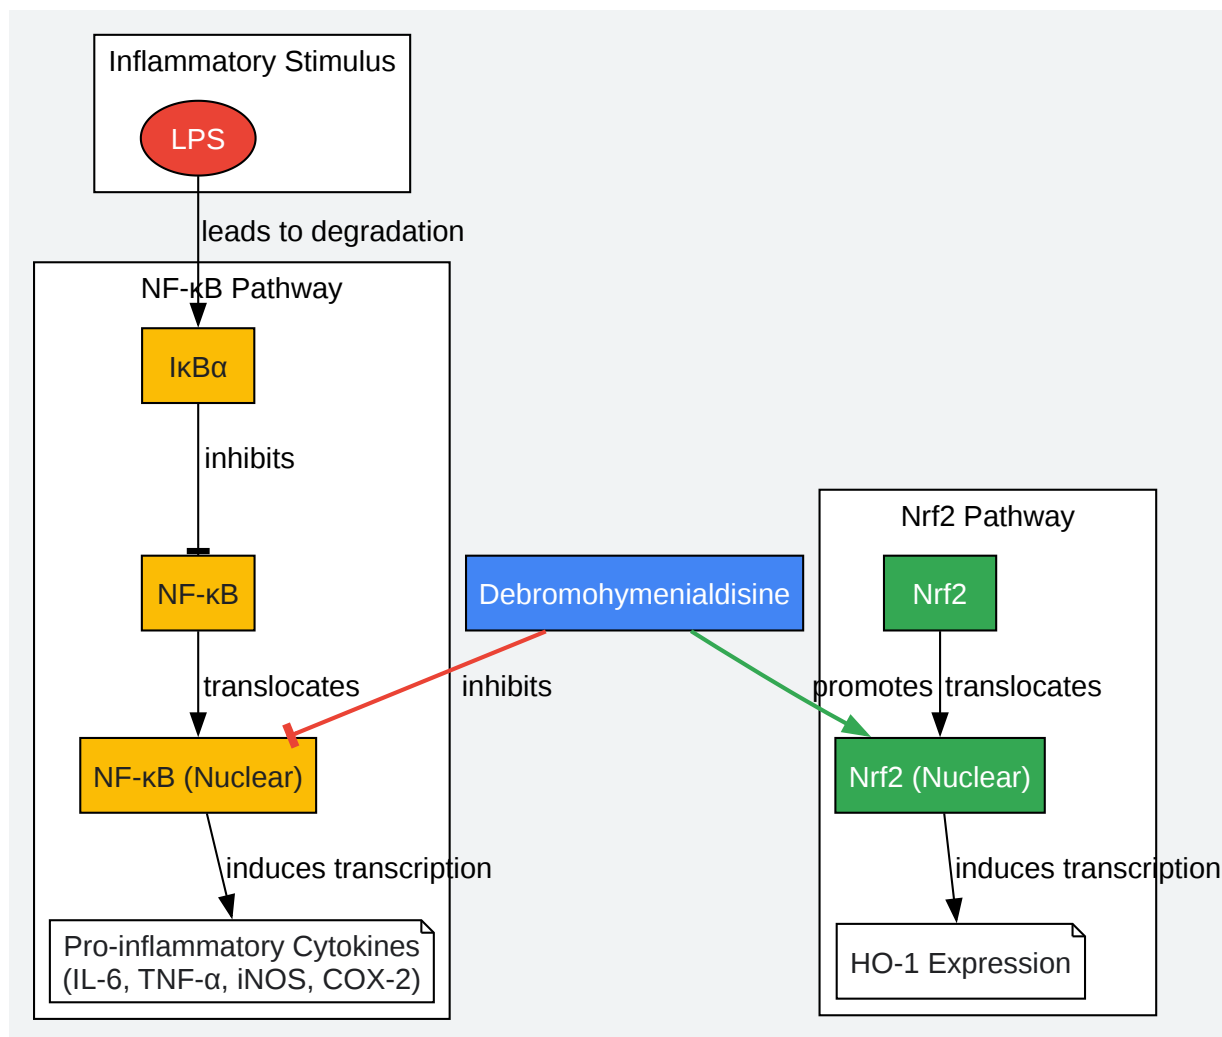 Inflammatory Stimulus
LPS
leads to degradation
NF-κB Pathway
IκBα
inhibits
NF-κB
Debromohymenialdisine
Nrf2 Pathway
Nrf2
translocates
inhibits
promotes
translocates
NF-κB (Nuclear)
Nrf2 (Nuclear)
induces transcription
induces transcription
Pro-inflammatory Cytokines
(IL-6, TNF-α, iNOS, COX-2)
HO-1 Expression